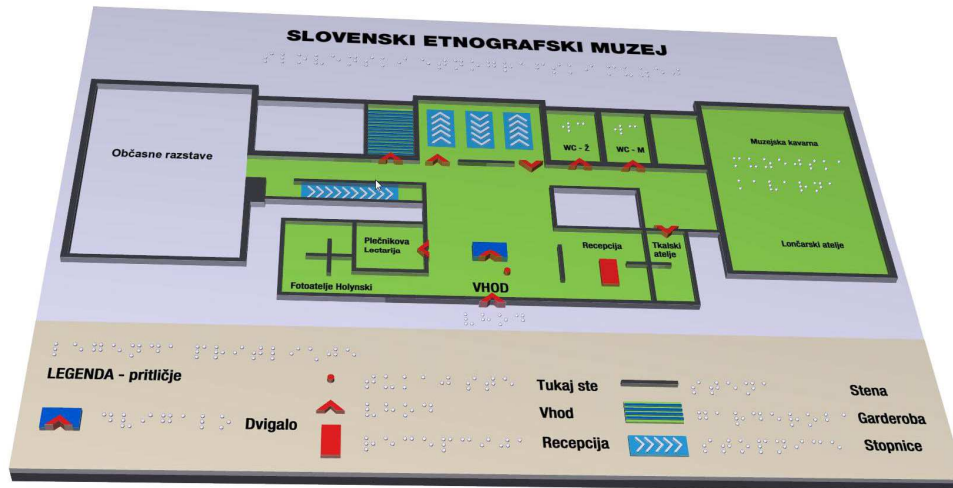 SLOVENSKI ETNOGRAFSKI MUZEJ
Občasne razstave
WC - Ž
WC - M
Muzejska kavarna
Lončarski atelje
Plečnikova
Lectarija
Recepcija
Tkalski
atelje
Fotoatelje Holynski
VHOD
LEGENDA - pritličje
Dvigalo
Tukaj ste
Vhod
Recepcija
Stena
Garderoba
Stopnice